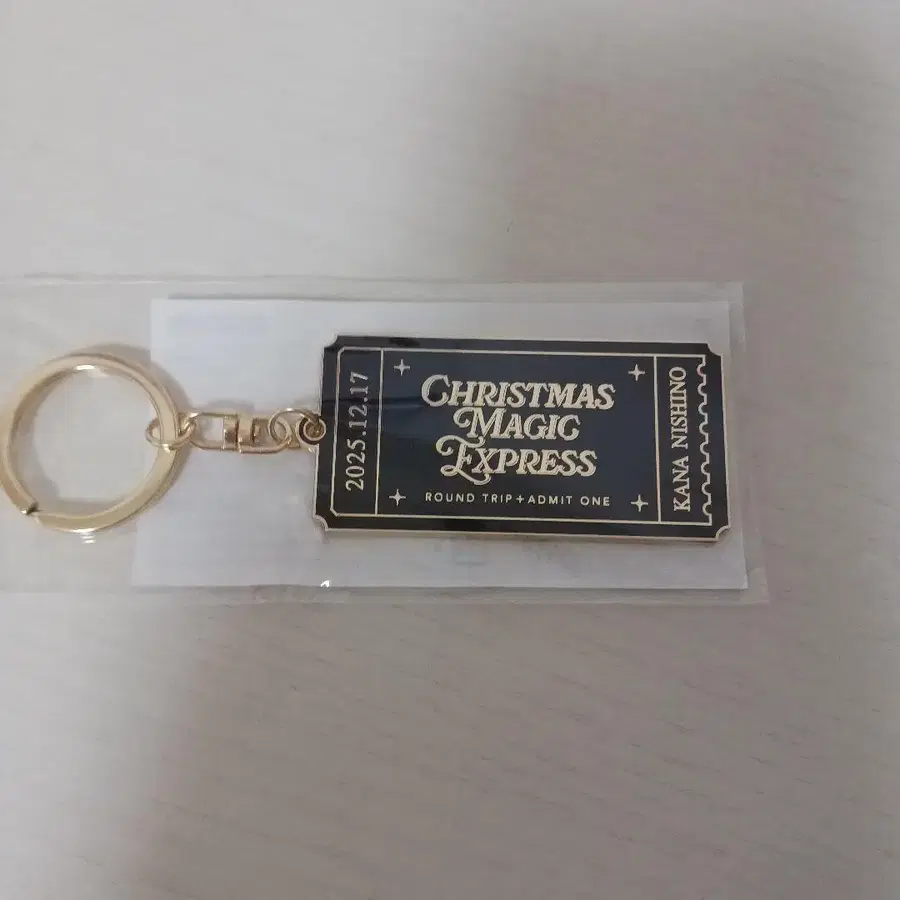 2025.12.17
CHRISTMAS
MAGIC
EXPRESS
ROUND TRIP+ADMIT ONE
KANA NISHINO